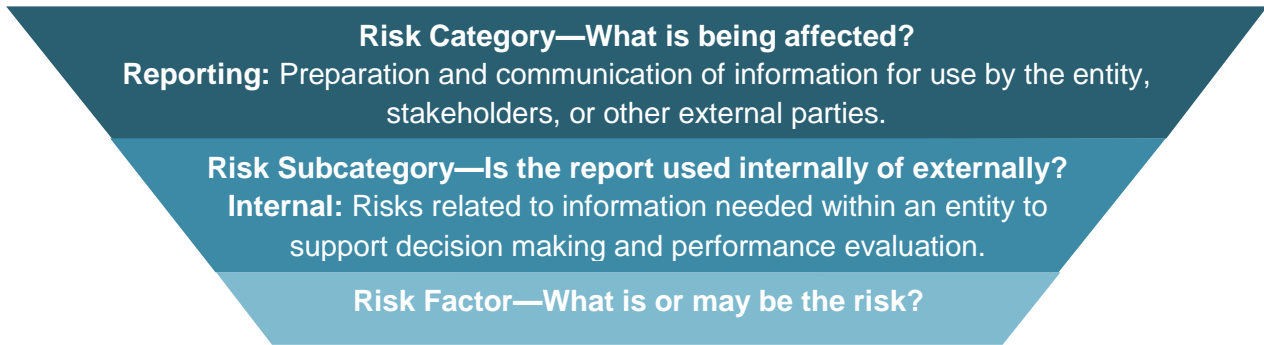 Risk Category—What is being affected?
Reporting: Preparation and communication of information for use by the entity,
stakeholders, or other external parties.
Risk Subcategory—Is the report used internally of externally?
Internal: Risks related to information needed within an entity to
support decision making and performance evaluation.
Risk Factor—What is or may be the risk?